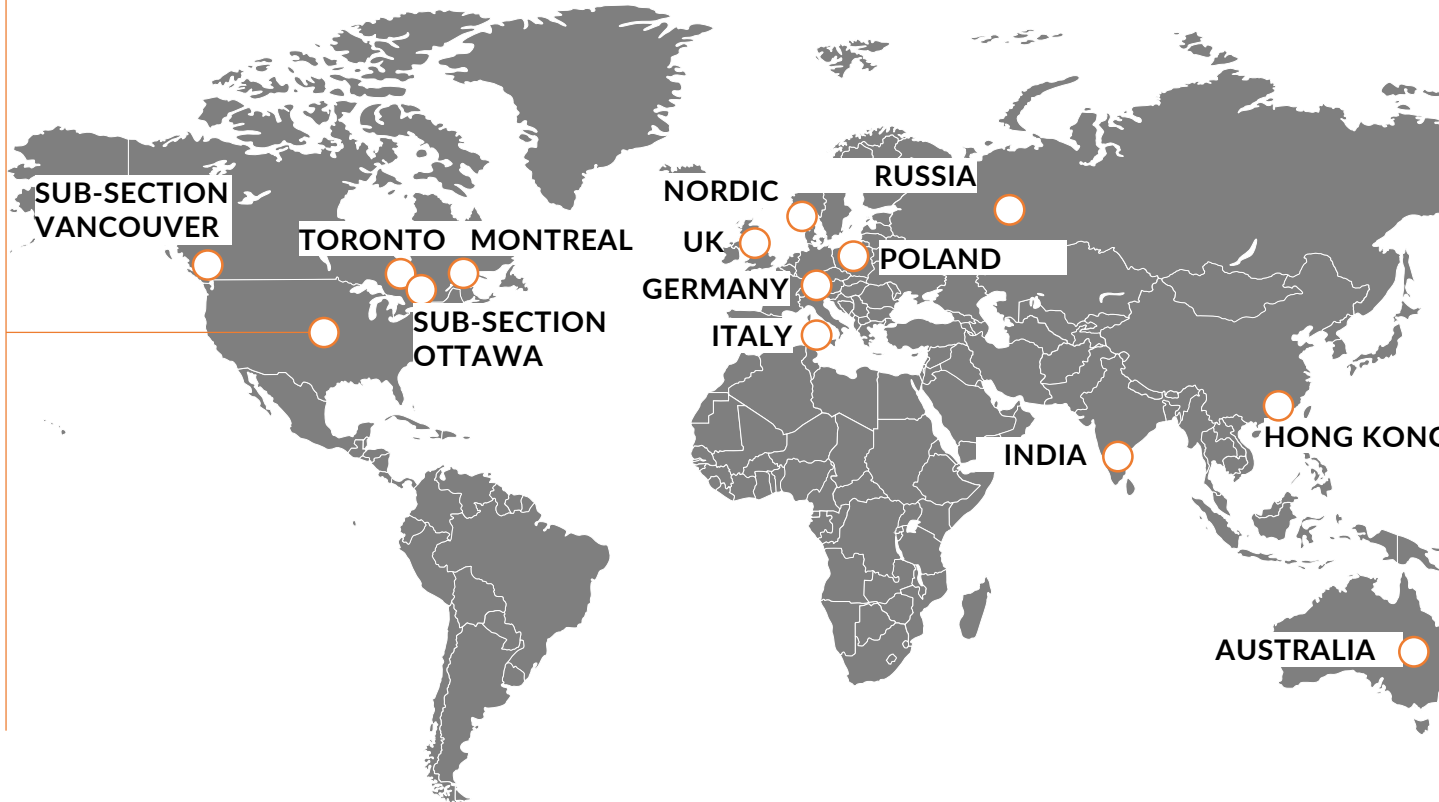 SUB-SECTION
VANCOUVER
TORONTO
MONTREAL
SUB-SECTION
OTTAWA
NORDIC
RUSSIA
UK
POLAND
GERMANY
ITALY
INDIA
HONG KONG
AUSTRALIA